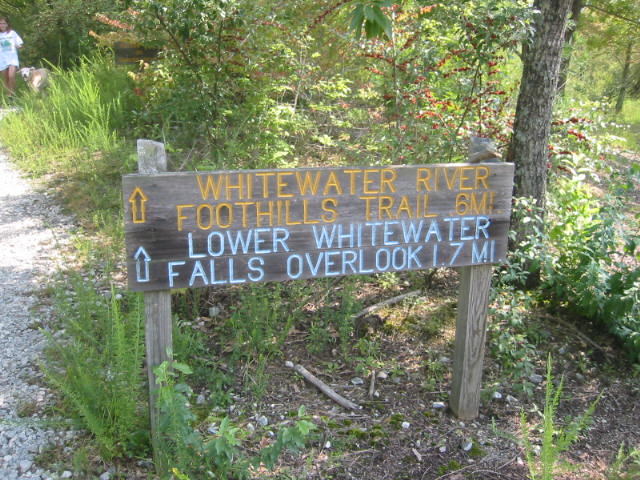 WHITEWATER RIVER
FOOTHILLS TRAIL .6MI
LOWER WHITEWATER
FALLS OVERLOOK 1.7 MI